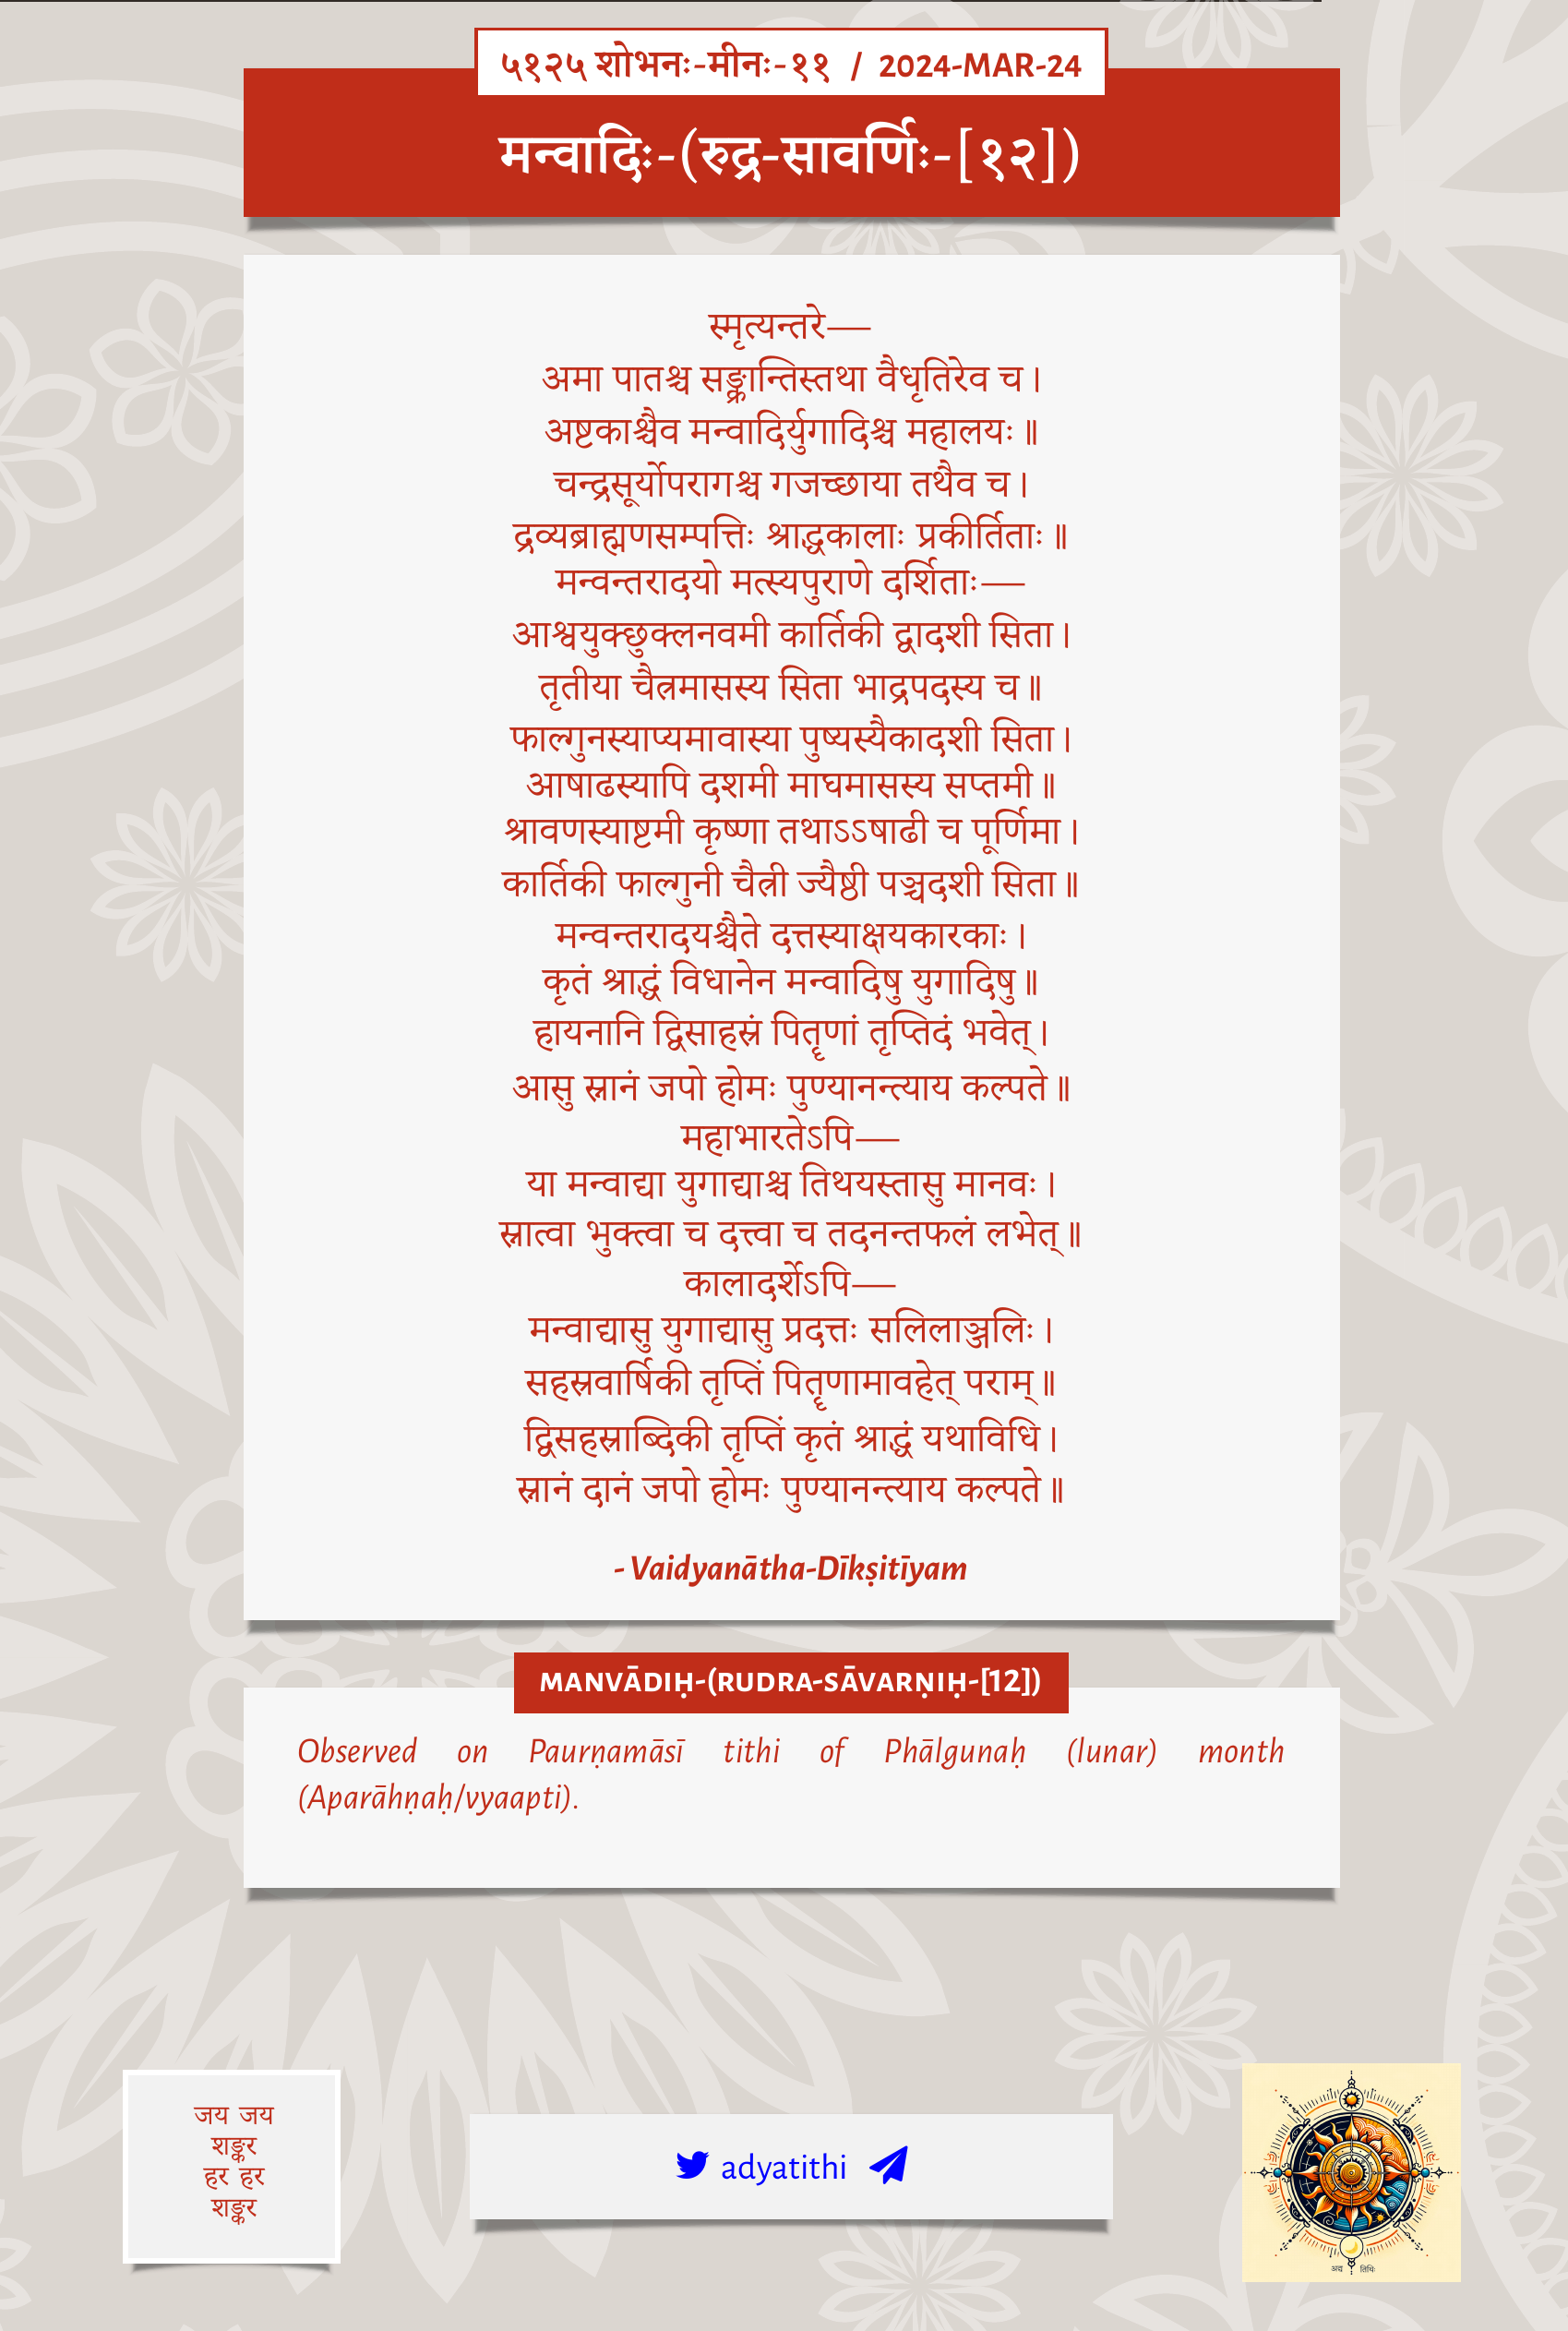 ५१२५ शोभनः-मीनः-११ / 2024-MAR-24
मन्वादिः-(रुद्र-सावर्णिः-[१२])
स्मृत्यन्तरे—
अमा पातश्च सङ्क्रान्तिस्तथा वैधृतिरेव च।
अष्टकाश्चैव मन्वादिर्युगादिश्च महालयः॥
चन्द्रसूर्योपरागश्च गजच्छाया तथैव च।
द्रव्यब्राह्मणसम्पत्तिः श्राद्धकालाः प्रकीर्तिताः॥
मन्वन्तरादयो मत्स्यपुराणे दर्शिताः—
आश्वयुक्छुक्लनवमी कार्तिकी द्वादशी सिता।
तृतीया चैत्रमासस्य सिता भाद्रपदस्य च॥
फाल्गुनस्याप्यमावास्या पुष्यस्यैकादशी सिता।
आषाढस्यापि दशमी माघमासस्य सप्तमी॥
श्रावणस्याष्टमी कृष्णा तथाऽऽषाढी च पूर्णिमा।
कार्तिकी फाल्गुनी चैत्री ज्यैष्ठी पञ्चदशी सिता॥
मन्वन्तरादयश्चैते दत्तस्याक्षयकारकाः।
कृतं श्राद्धं विधानेन मन्वादिषु युगादिषु॥
हायनानि द्विसाहस्रं पितॄणां तृप्तिदं भवेत्।
आसु स्नानं जपो होमः पुण्यानन्त्याय कल्पते॥
महाभारतेऽपि—
या मन्वाद्या युगाद्याश्च तिथयस्तासु मानवः।
स्नात्वा भुक्त्वा च दत्त्वा च तदनन्तफलं लभेत्॥
कालादर्शेऽपि—
मन्वाद्यासु युगाद्यासु प्रदत्तः सलिलाञ्जलिः।
सहस्रवार्षिकी तृप्तिं पितॄणामावहेत् पराम्॥
द्विसहस्राब्दिकी तृप्तिं कृतं श्राद्धं यथाविधि।
स्नानं दानं जपो होमः पुण्यानन्त्याय कल्पते॥
- Vaidyanātha-Dīkṣitīyam
MANVĀDIḤ-(RUDRA-SĀVARṆIḤ-[12])
Observed on Paurṇamāsī tithi of Phālgunaḥ (lunar) month
(Aparāhṇaḥ/vyaapti).
जय जय
शङ्कर
हर हर
शङ्कर
adyatithi
अद्य तिथिः